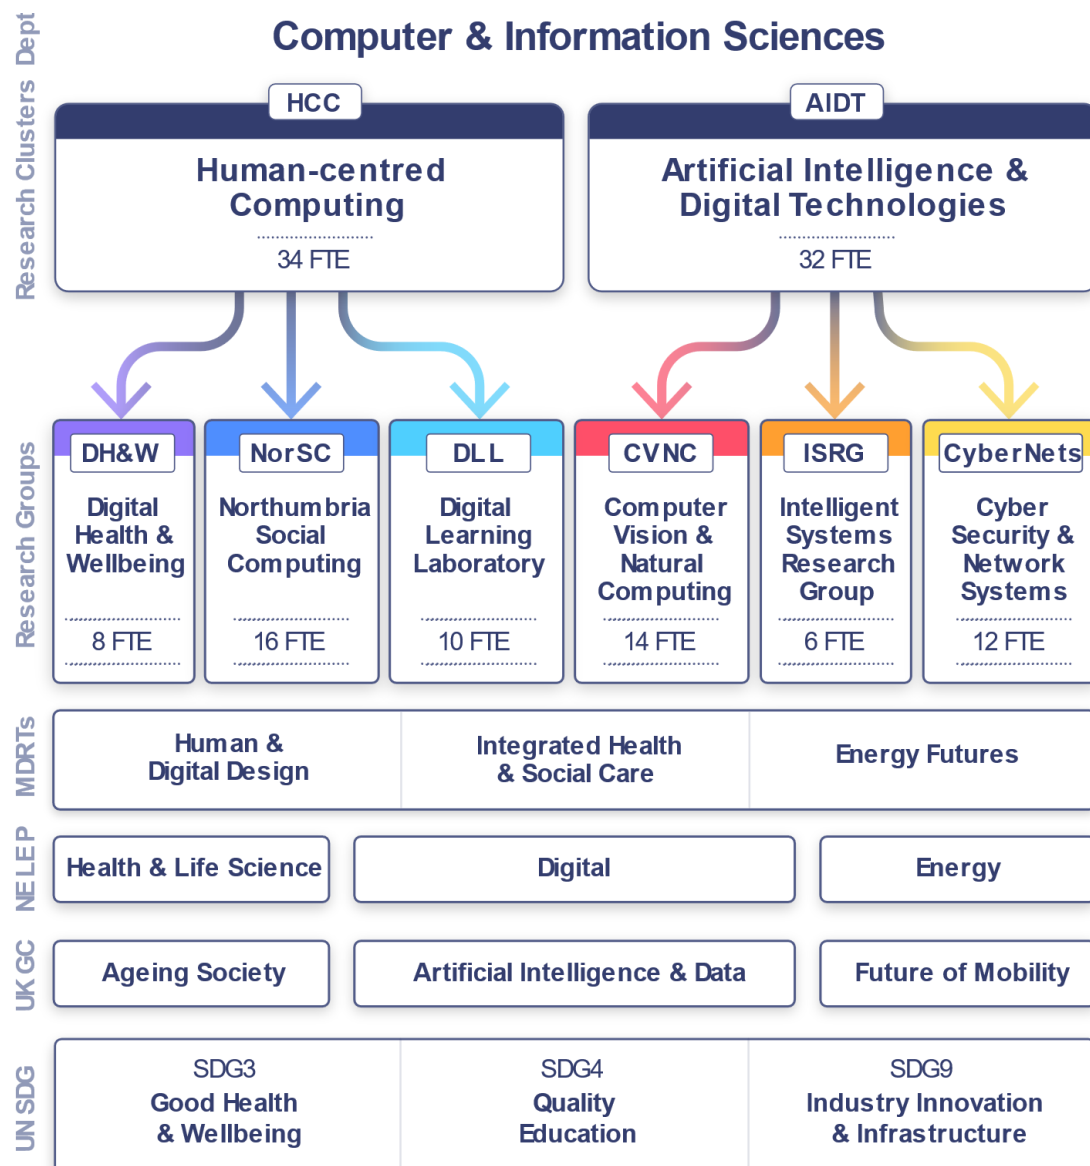 Dept
Computer & Information Sciences
Research Clusters
HCC
Human-centred
Computing
34 FTE
AIDT
Artificial Intelligence &
Digital Technologies
32 FTE
Research Groups
DH&W
Digital
Health &
Wellbeing
8 FTE
NorSC
Northumbria
Social
Computing
16 FTE
DLL
Digital
Learning
Laboratory
10 FTE
CVNC
Computer
Vision &
Natural
Computing
14 FTE
ISRG
Intelligent
Systems
Research
Group
6 FTE
CyberNets
Cyber
Security &
Network
Systems
12 FTE
MDRTs
Human &
Digital Design
Integrated Health
& Social Care
Energy Futures
NE LEP
Health & Life Science
Digital
Energy
UK GC
Ageing Society
Artificial Intelligence & Data
Future of Mobility
UN SDG
SDG3
Good Health
& Wellbeing
SDG4
Quality
Education
SDG9
Industry Innovation
& Infrastructure